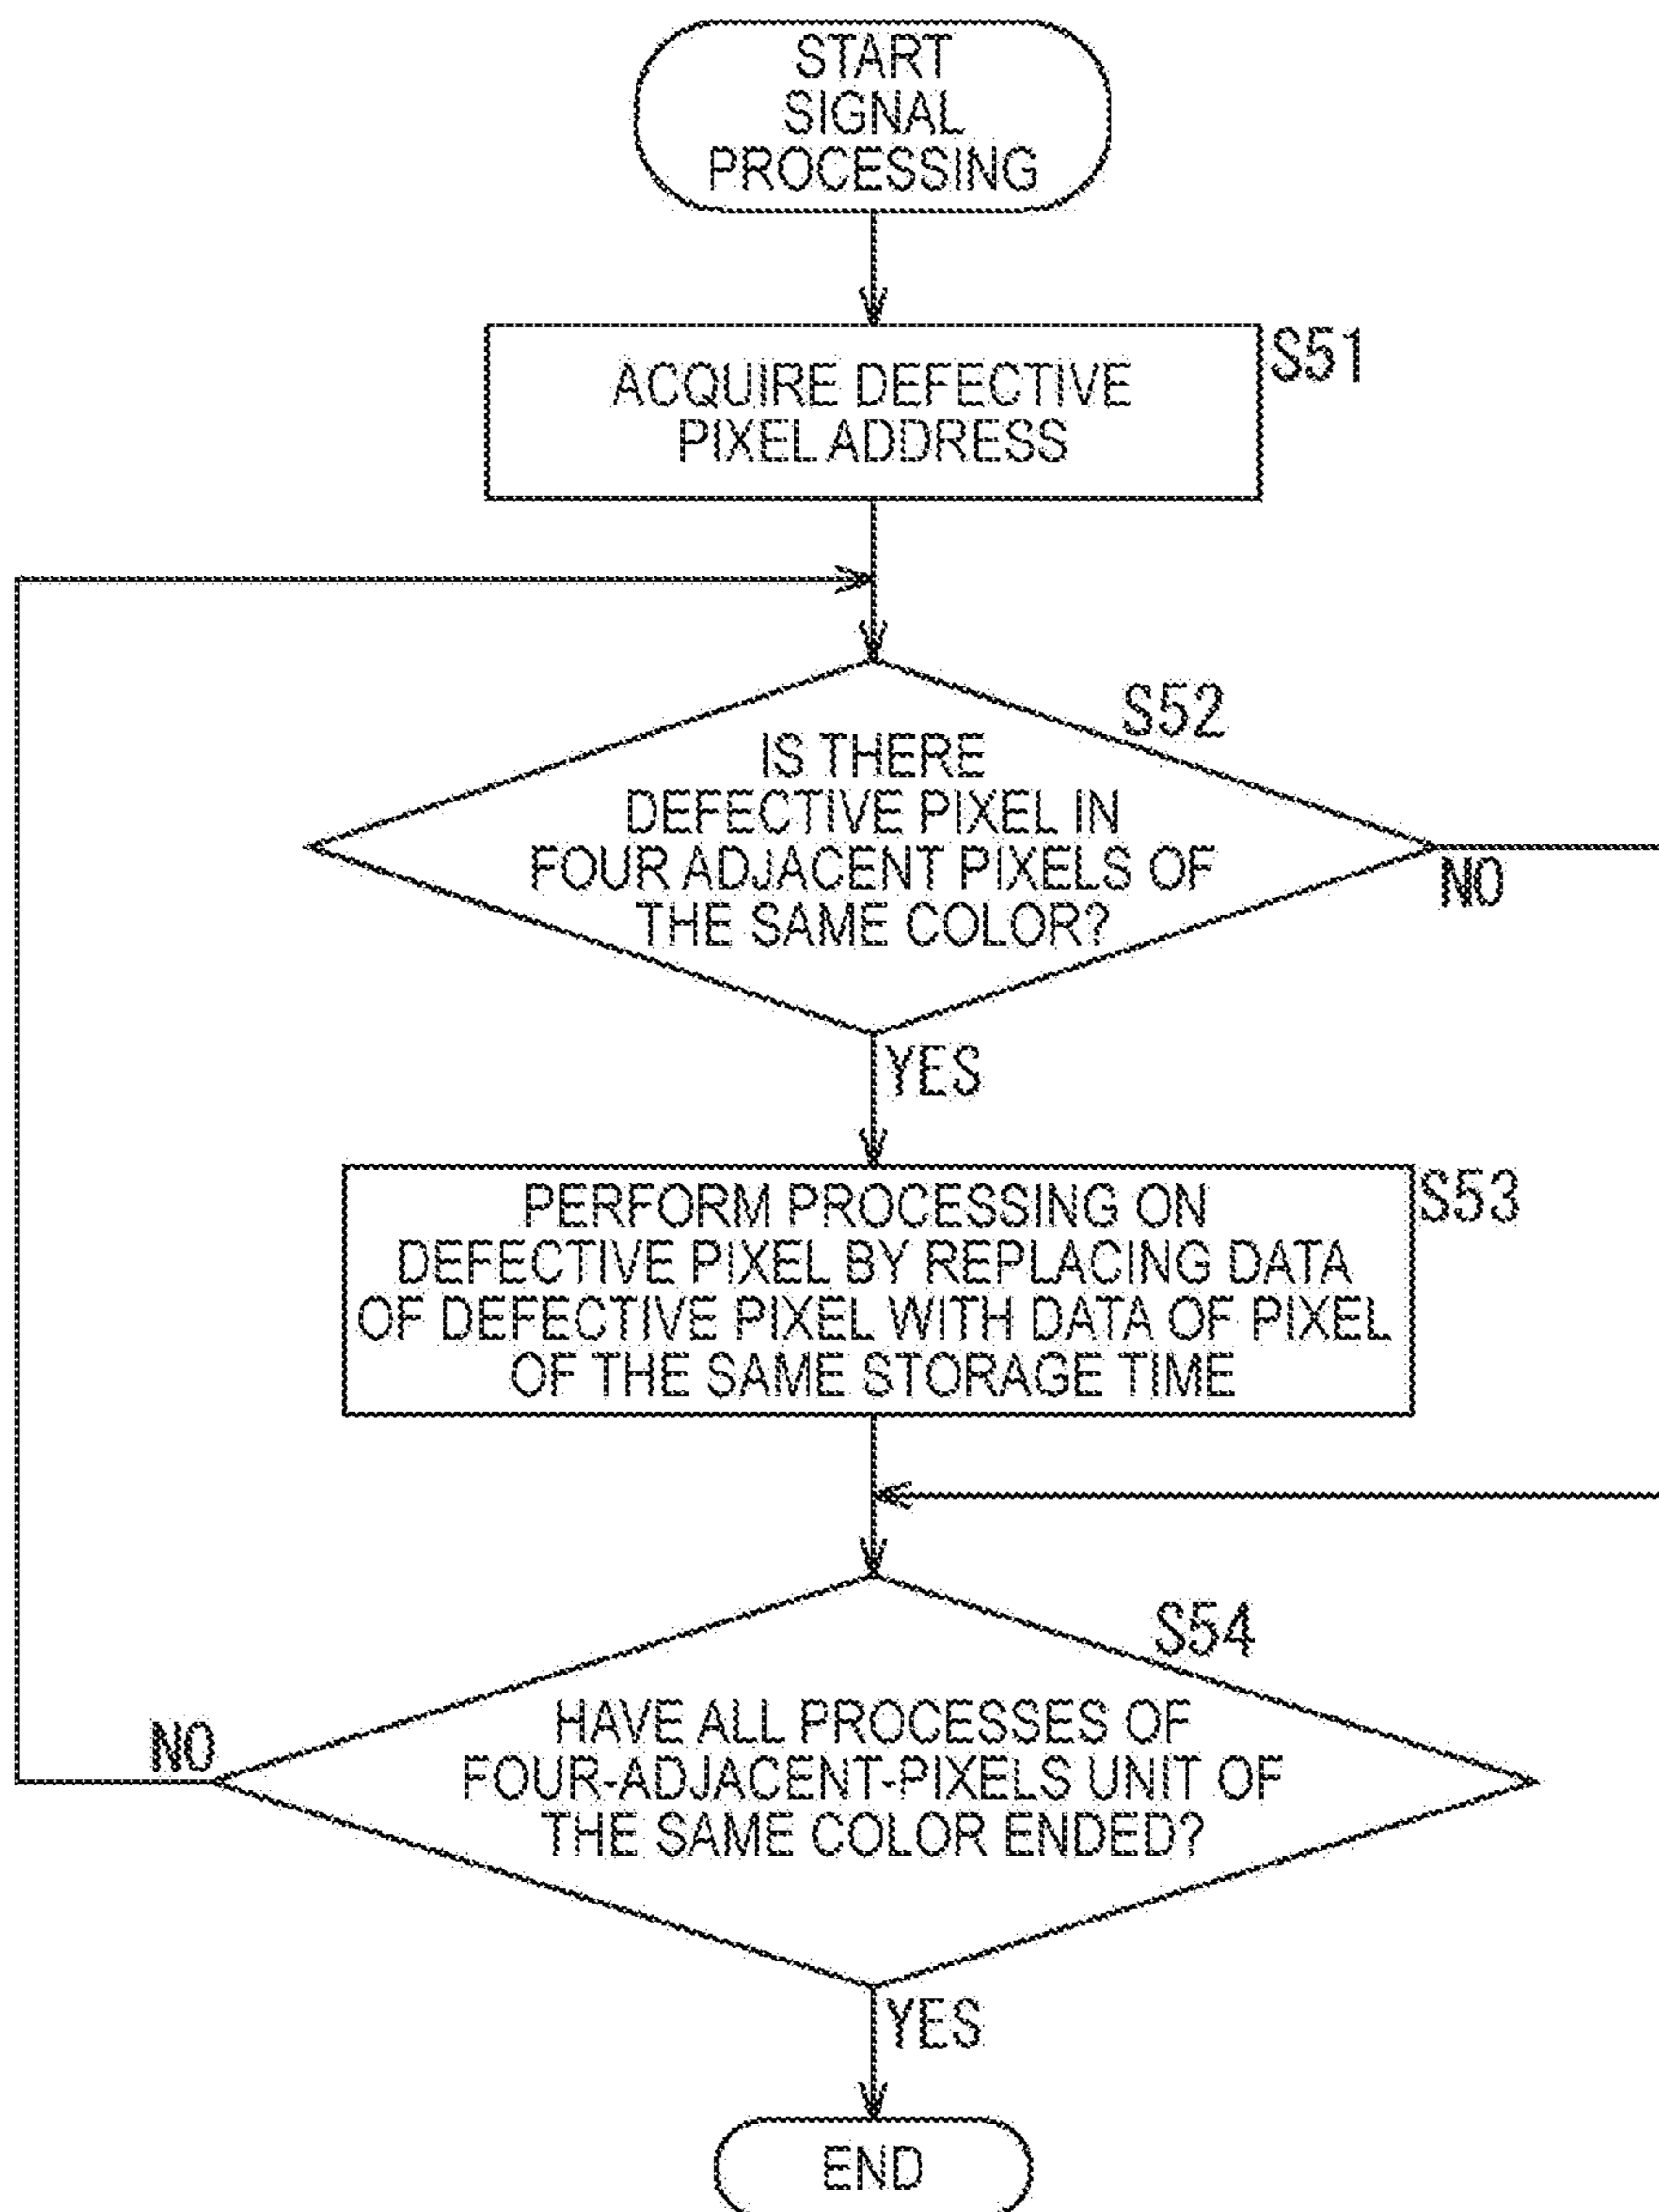 START
SIGNAL
PROCESSING
S51
ACQUIRE DEFECTIVE
PIXEL ADDRESS
S52
IS THERE
DEFECTIVE PIXEL IN
FOUR ADJACENT PIXELS OF
THE SAME COLOR?
NO
YES
S53
PERFORM PROCESSING ON
DEFECTIVE PIXEL BY REPLACING DATA
OF DEFECTIVE PIXEL WITH DATA OF PIXEL
OF THE SAME STORAGE TIME
S54
HAVE ALL PROCESSES OF
FOUR-ADJACENT-PIXELS UNIT OF
THE SAME COLOR ENDED?
NO
YES
END